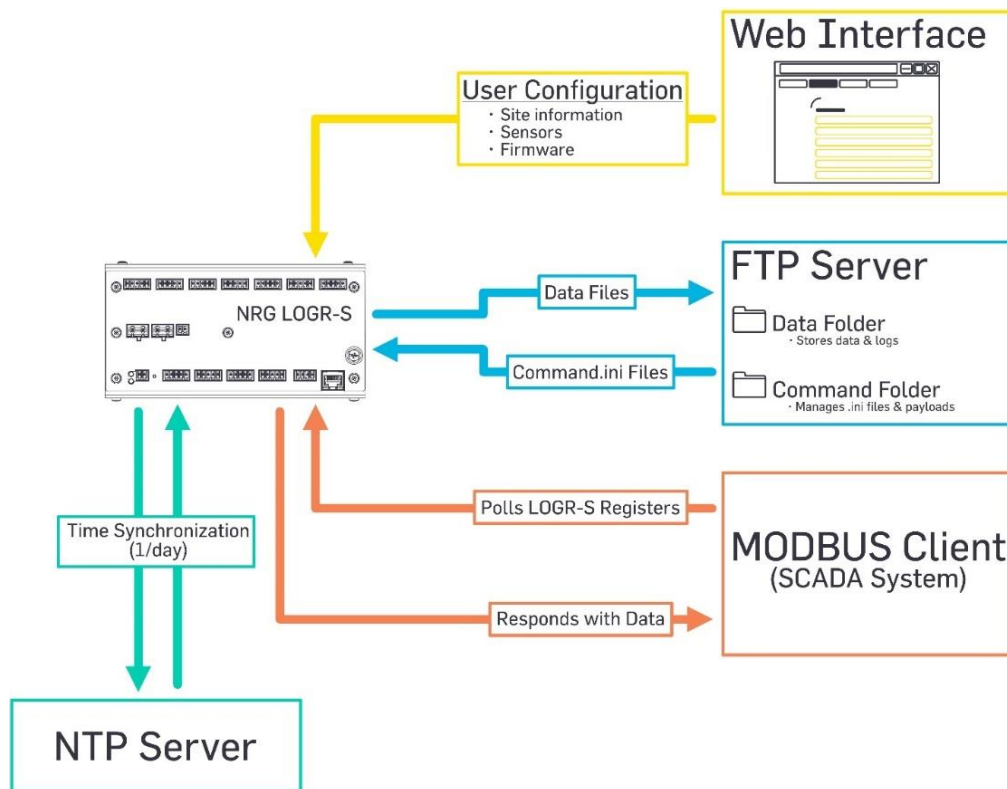 Web Interface
User Configuration
· Site information
· Sensors
· Firmware
NRG LOGR-S
FTP Server
Data Files
Data Folder
· Stores data & logs
Command.ini Files
Command Folder
· Manages .ini files & payloads
Polls LOGR-S Registers
Time Synchronization
(1/day)
MODBUS Client
(SCADA System)
Responds with Data
NTP Server